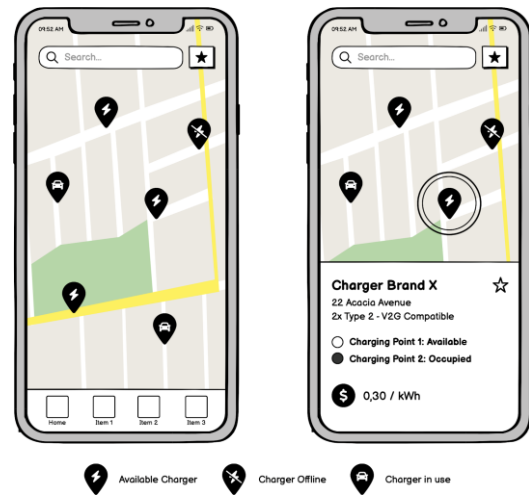 09:52 AM
Search...
Home
Item 1
Item 2
Item 3
09:52 AM
Search...
Charger Brand X
22 Acacia Avenue
2x Type 2 - V2G Compatible
Charging Point 1: Available
Charging Point 2: Occupied
$ 0,30 / kWh
Available Charger
Charger Offline
Charger in use